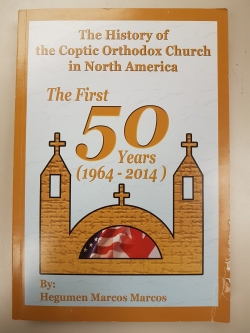 The History of
the Coptic Orthodox Church
in North America
The First
50
Years
(1964 - 2014 )
By:
Hegumen Marcos Marcos